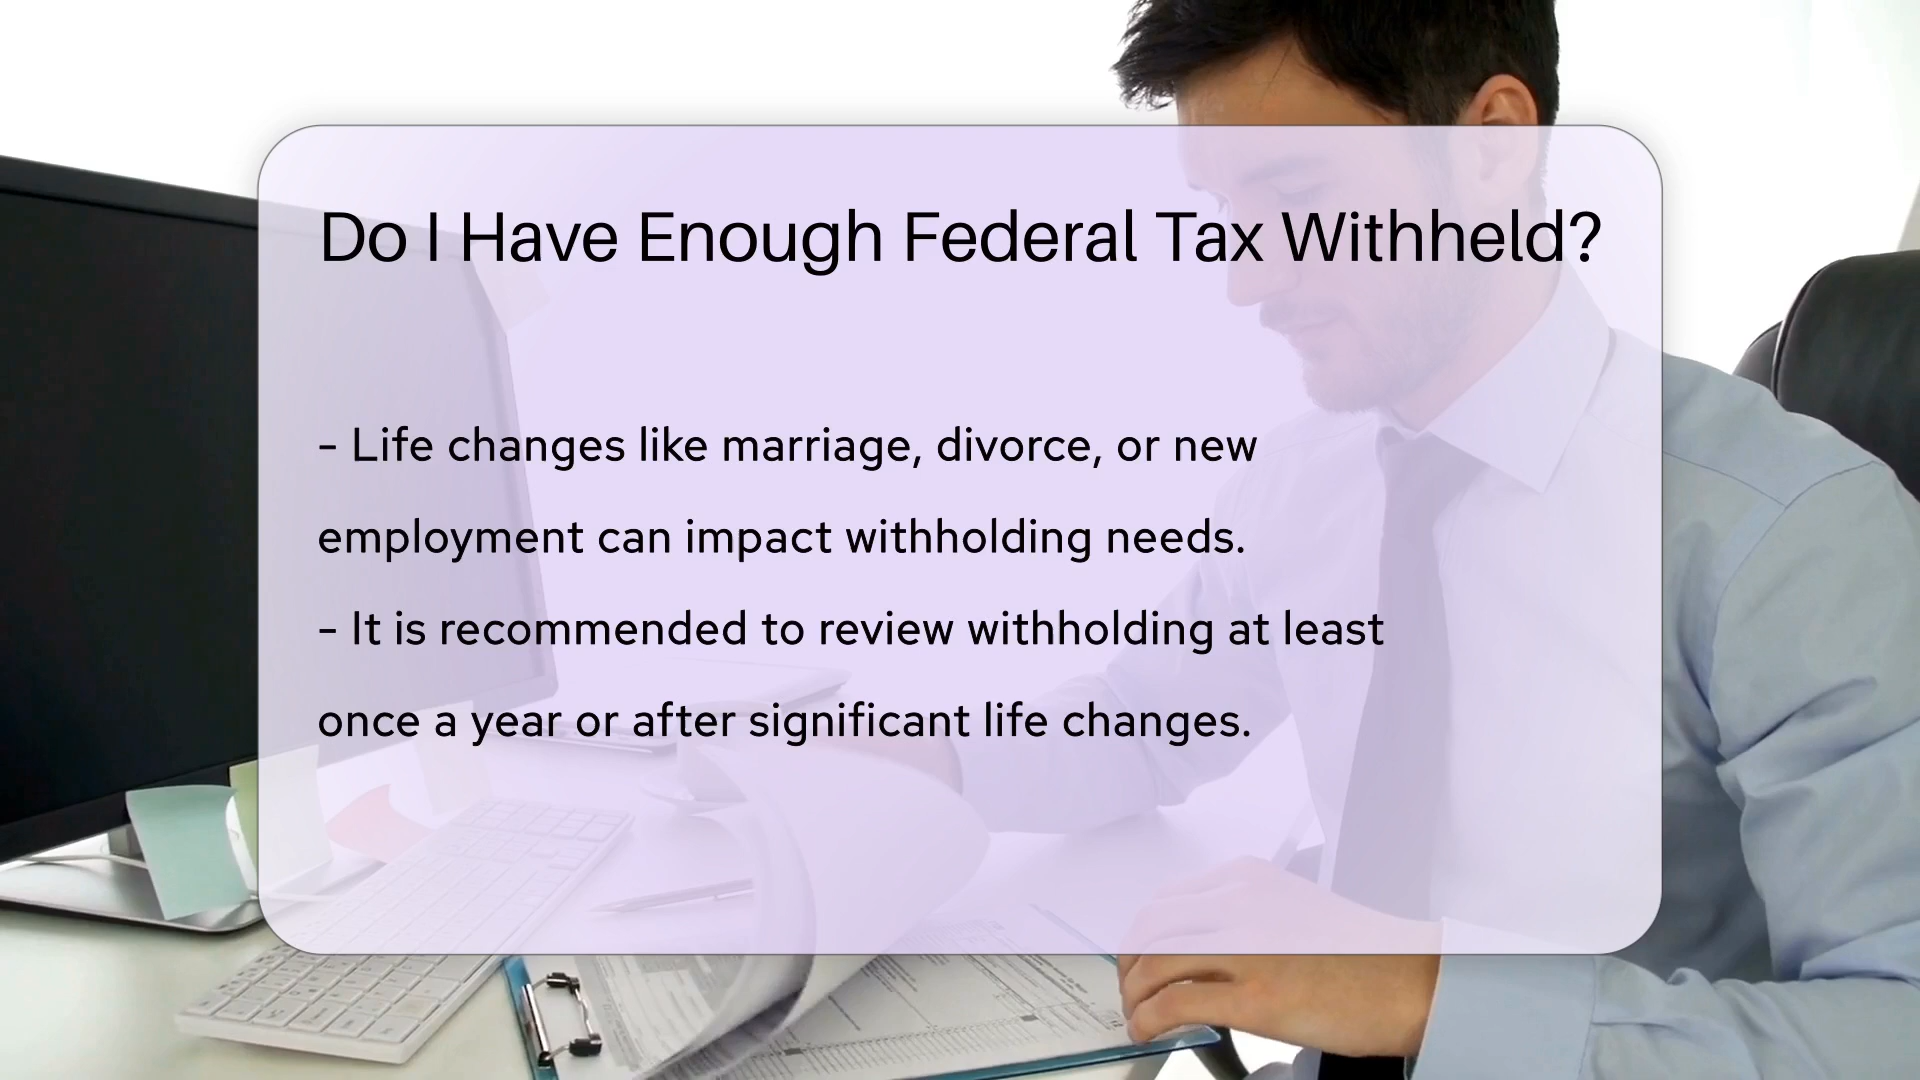 Do I Have Enough Federal Tax Withheld?
- Life changes like marriage, divorce, or new
employment can impact withholding needs.
- It is recommended to review withholding at least
once a year or after significant life changes.